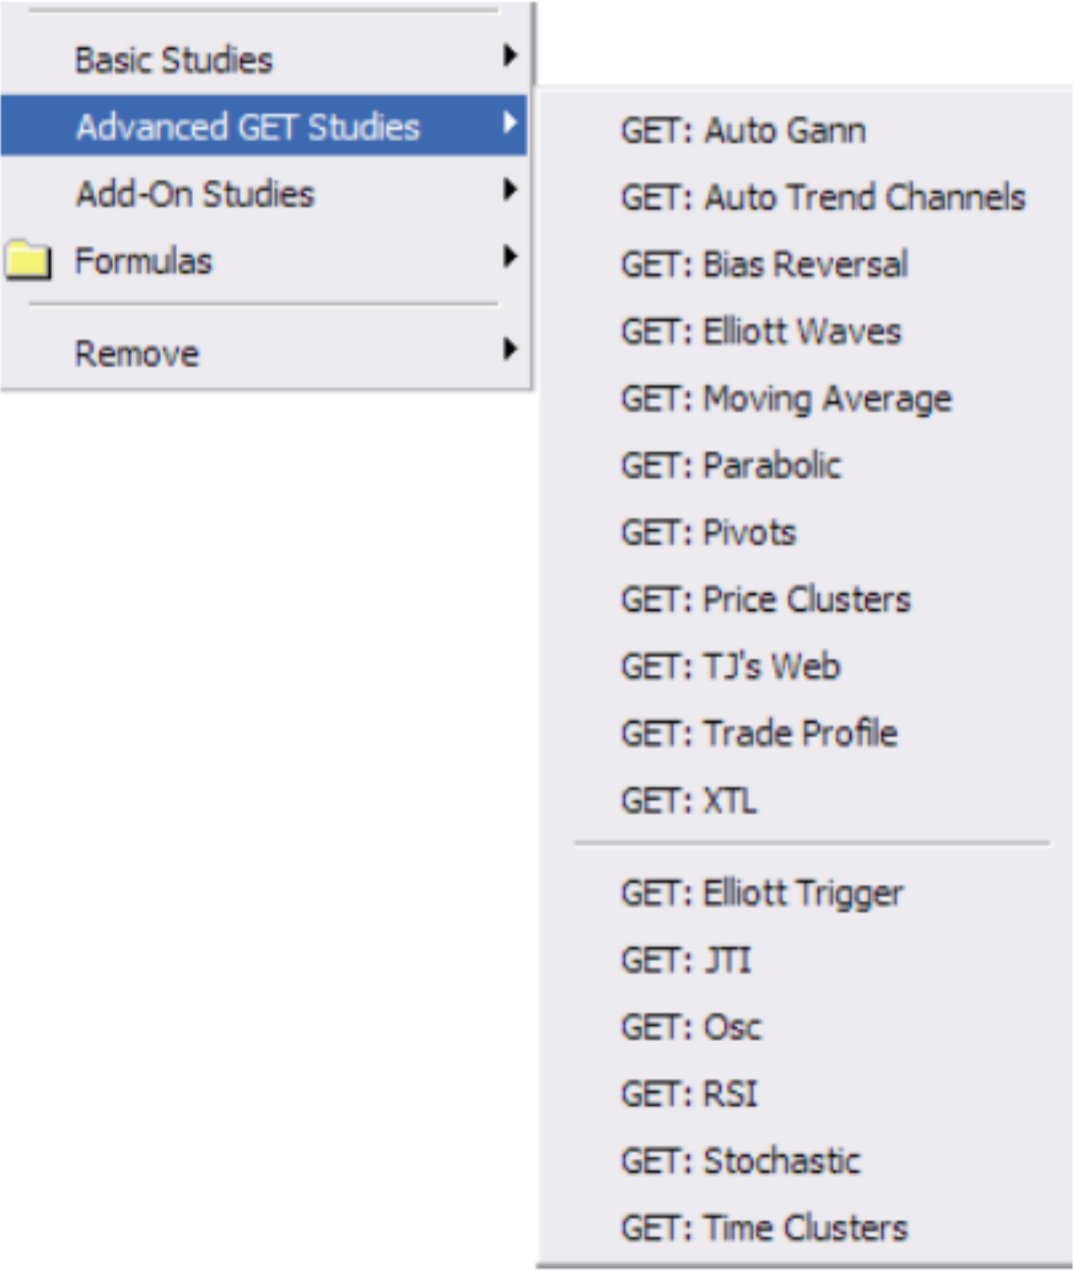 Basic Studies
Advanced GET Studies
Add-On Studies
Formulas
Remove
GET: Auto Gann
GET: Auto Trend Channels
GET: Bias Reversal
GET: Elliott Waves
GET: Moving Average
GET: Parabolic
GET: Pivots
GET: Price Clusters
GET: TJ's Web
GET: Trade Profile
GET: XTL
GET: Elliott Trigger
GET: JTI
GET: Osc
GET: RSI
GET: Stochastic
GET: Time Clusters